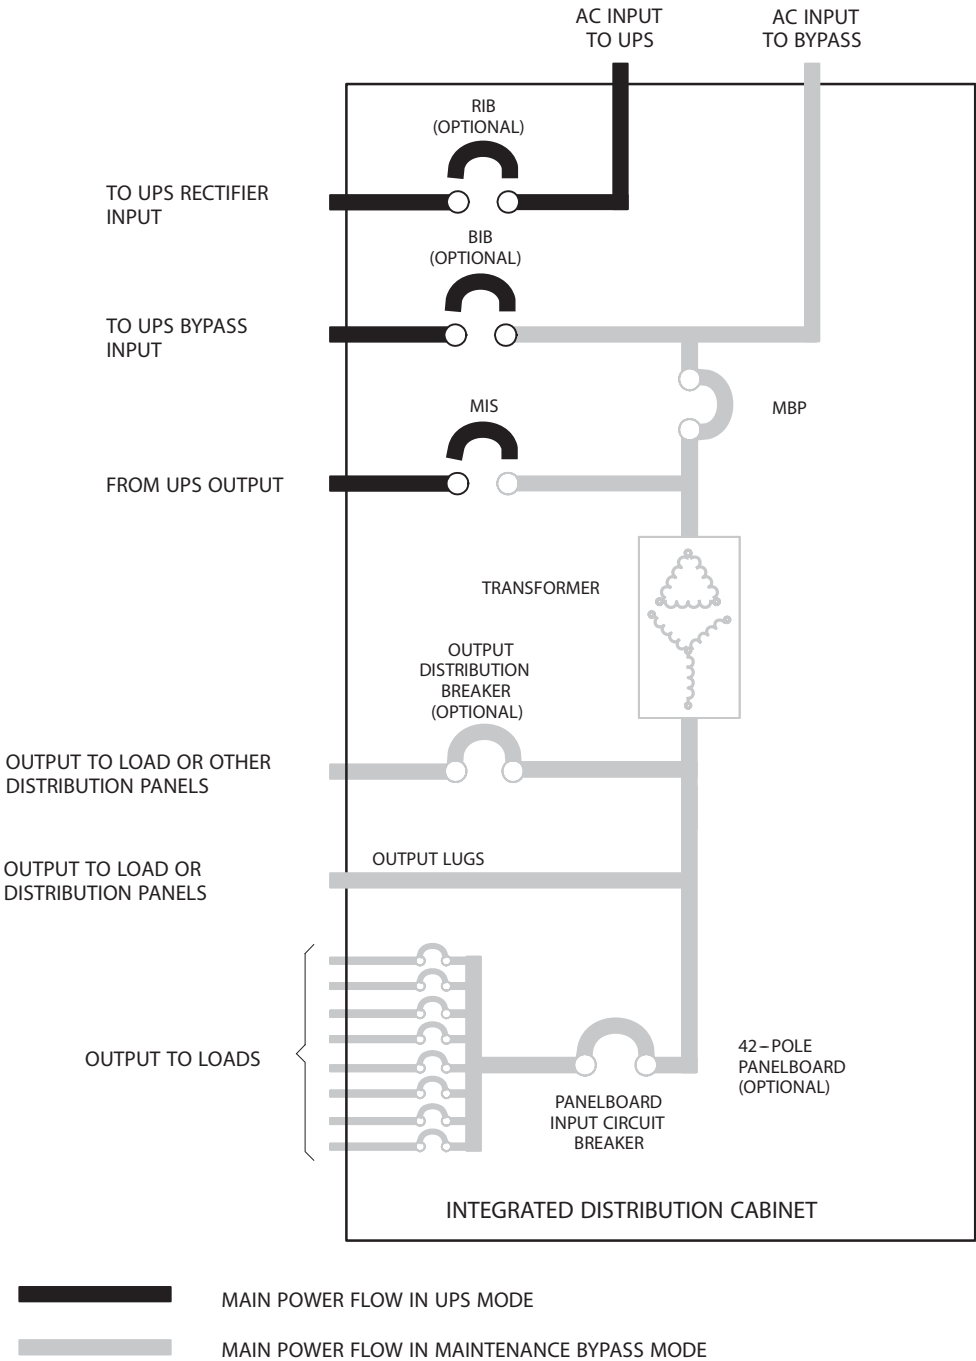 AC INPUT
TO UPS
AC INPUT
TO BYPASS
RIB
(OPTIONAL)
TO UPS RECTIFIER
INPUT
BIB
(OPTIONAL)
TO UPS BYPASS
INPUT
MBP
MIS
FROM UPS OUTPUT
TRANSFORMER
OUTPUT
DISTRIBUTION
BREAKER
(OPTIONAL)
OUTPUT TO LOAD OR OTHER
DISTRIBUTION PANELS
OUTPUT LUGS
OUTPUT TO LOAD OR
DISTRIBUTION PANELS
OUTPUT TO LOADS
42–POLE
PANELBOARD
(OPTIONAL)
PANELBOARD
INPUT CIRCUIT
BREAKER
INTEGRATED DISTRIBUTION CABINET
MAIN POWER FLOW IN UPS MODE
MAIN POWER FLOW IN MAINTENANCE BYPASS MODE